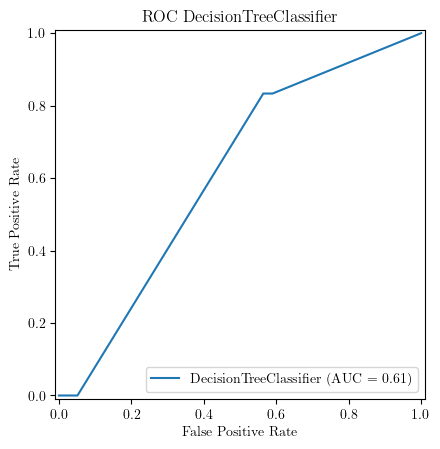 ROC DecisionTreeClassifier
1.0
0.8
0.6
0.4
0.2
0.0
True Positive Rate
DecisionTreeClassifier (AUC = 0.61)
0.0 0.2 0.4 0.6 0.8 1.0
False Positive Rate